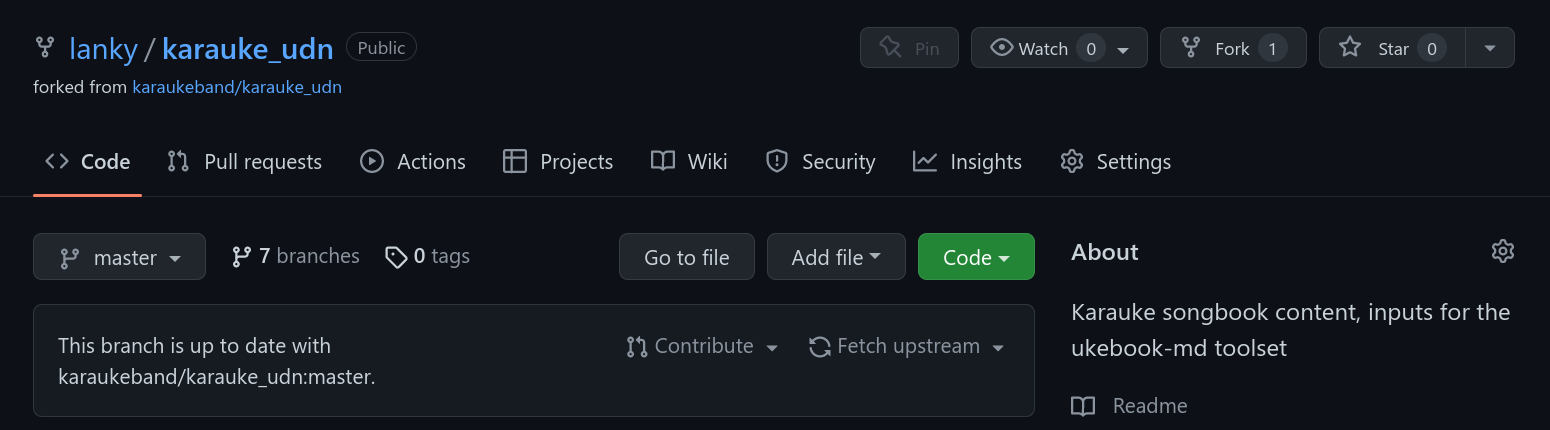 lanky / karauke_udn Public
Pin Watch 0 Fork 1 Star 0
forked from karaukeband/karauke_udn
Code Pull requests Actions Projects Wiki Security Insights Settings
master 7 branches 0 tags Go to file Add file Code
This branch is up to date with
karaukeband/karauke_udn:master.
Contribute Fetch upstream
About
Karauke songbook content, inputs for the
ukebook-md toolset
Readme